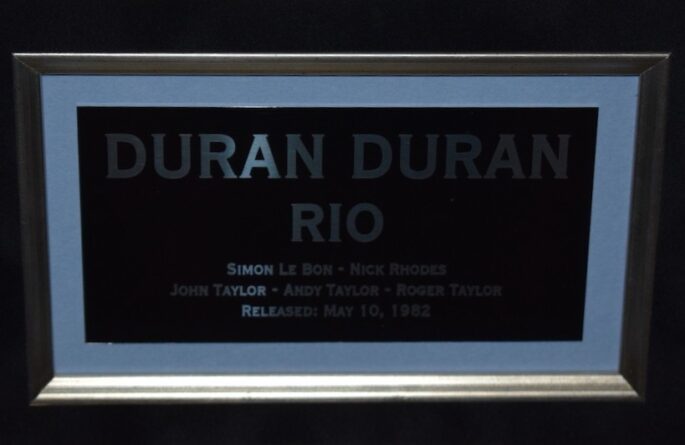 DURAN DURAN
RIO
SIMON LE BON - NICK RHODES
JOHN TAYLOR - ANDY TAYLOR - ROGER TAYLOR
RELEASED: MAY 10, 1982